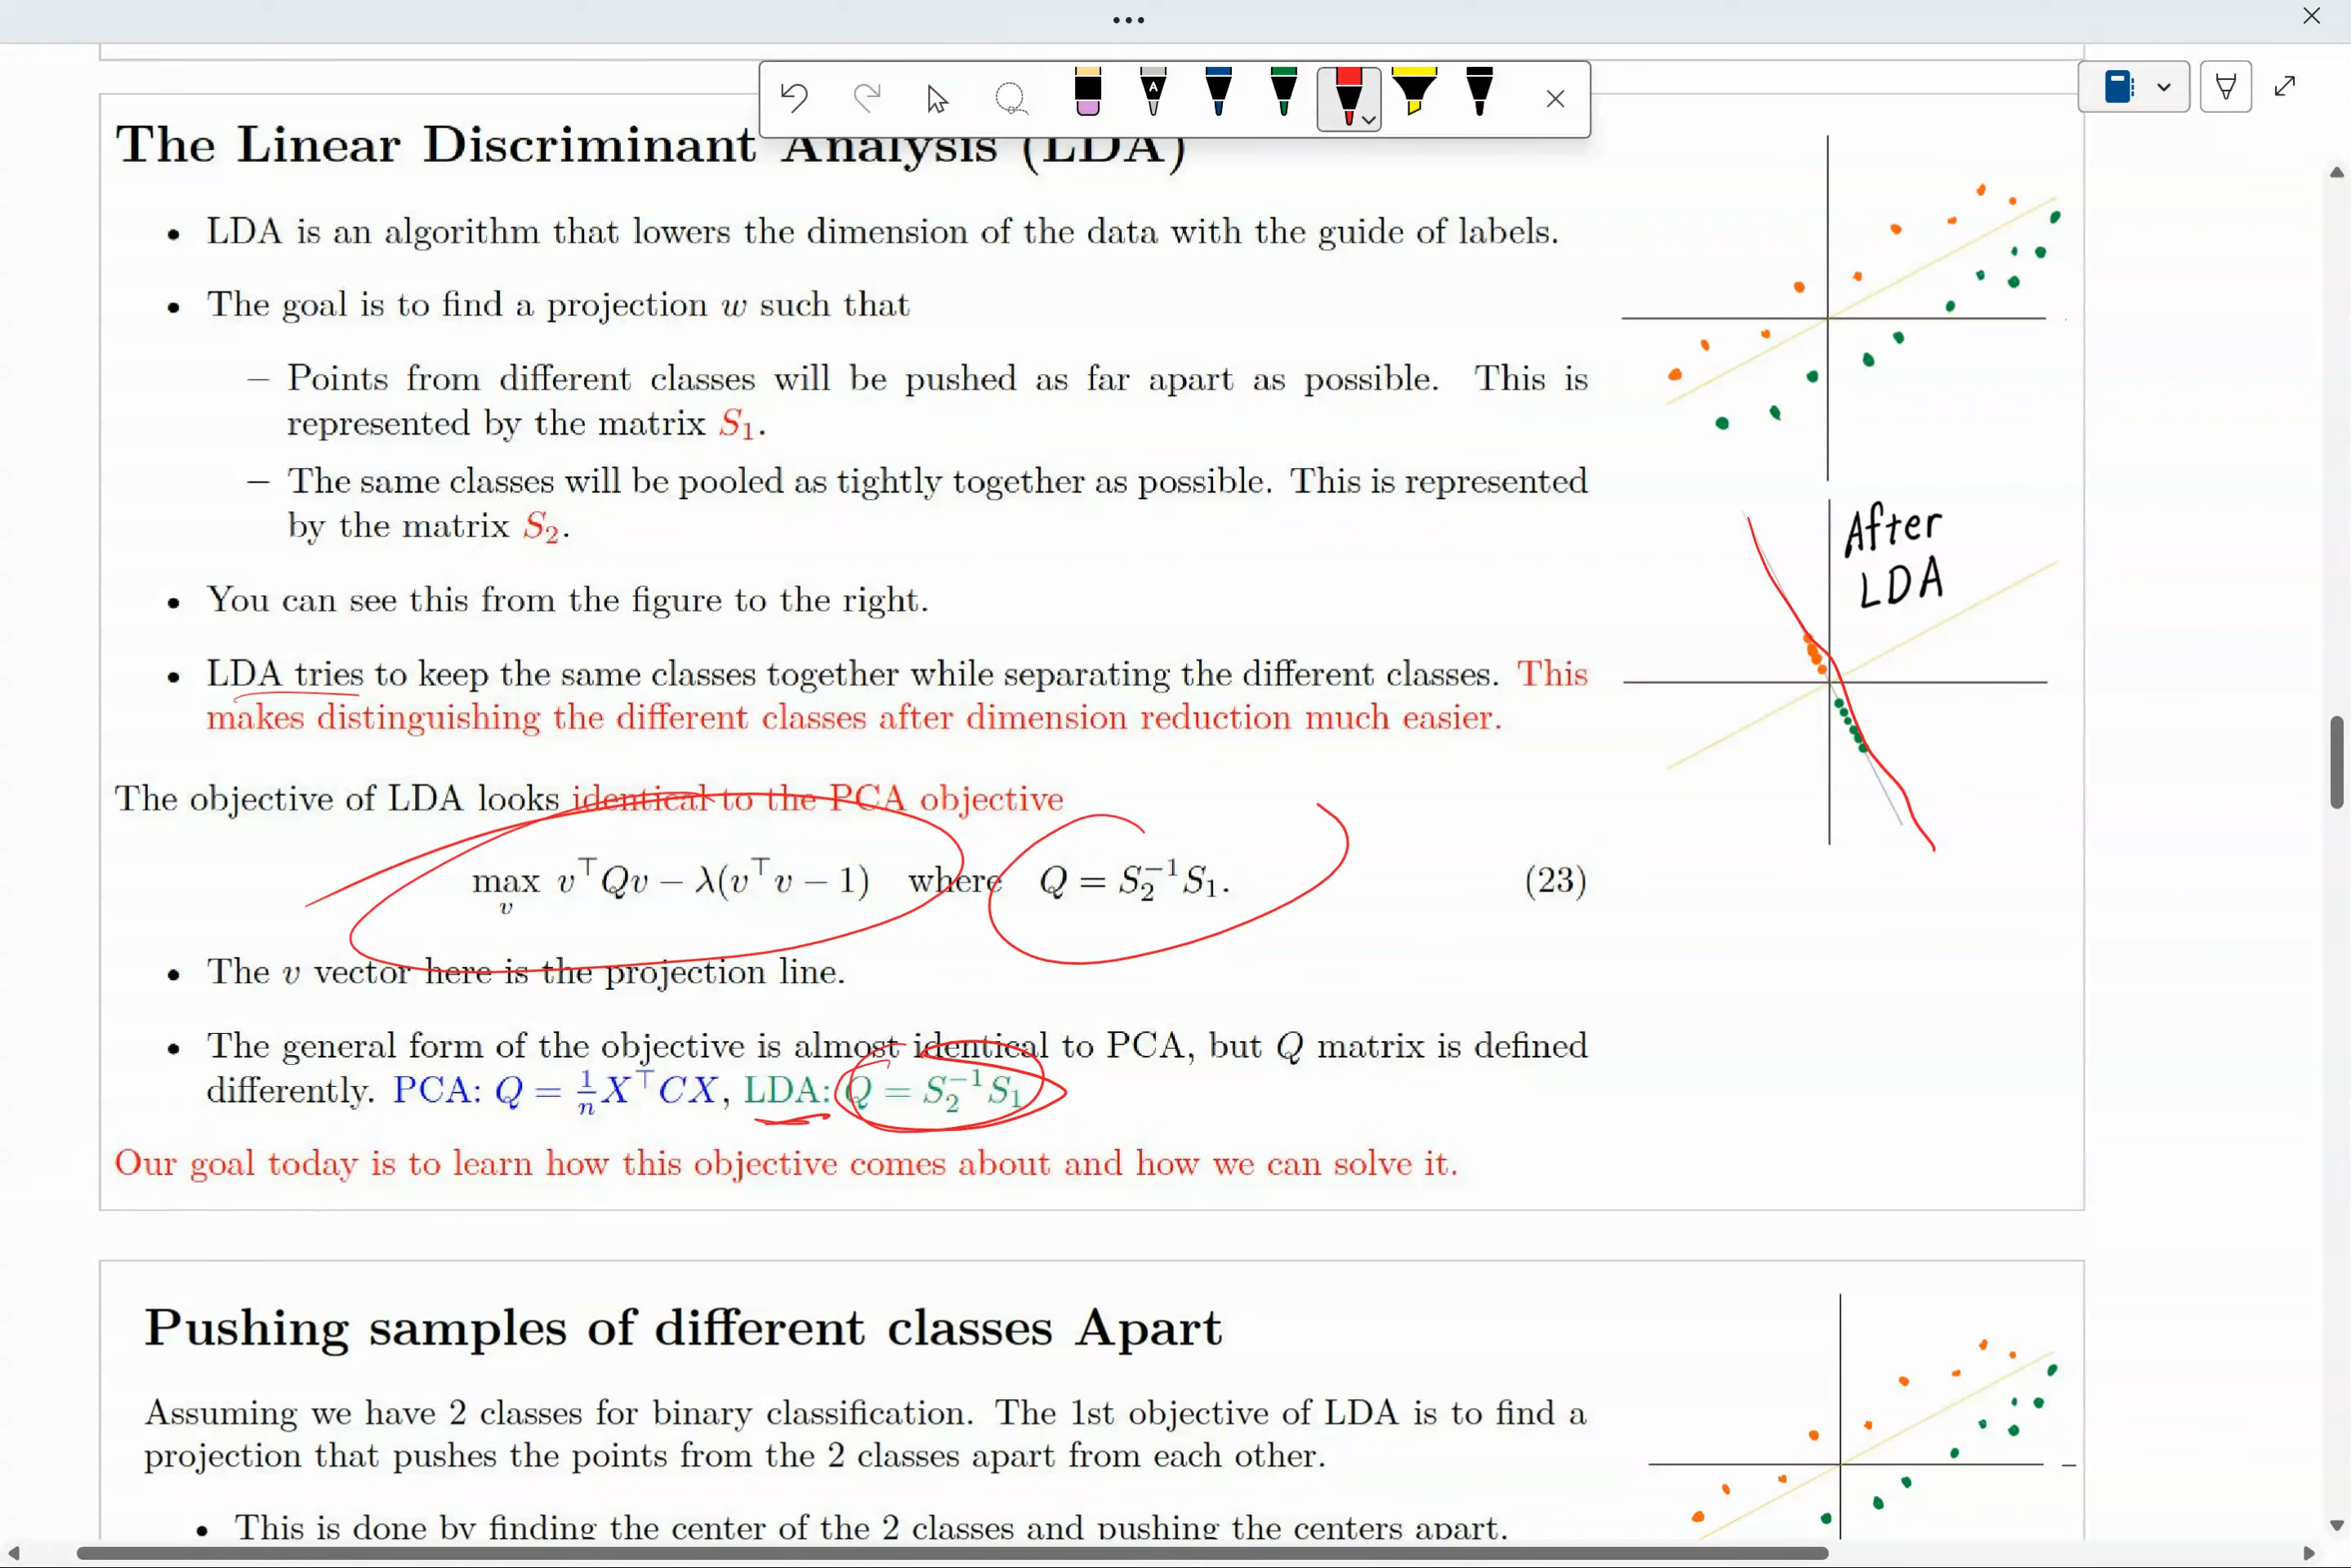 The Linear Discriminant Analysis (LDA)
• LDA is an algorithm that lowers the dimension of the data with the guide of labels.
• The goal is to find a projection w such that
– Points from different classes will be pushed as far apart as possible. This is
represented by the matrix S₁.
– The same classes will be pooled as tightly together as possible. This is represented
by the matrix S₂.
• You can see this from the figure to the right.
• LDA tries to keep the same classes together while separating the different classes. This
makes distinguishing the different classes after dimension reduction much easier.
The objective of LDA looks identical to the PCA objective
max v⊤Qv − λ(v⊤v − 1) where Q = S₂⁻¹S₁. (23)
v
• The v vector here is the projection line.
• The general form of the objective is almost identical to PCA, but Q matrix is defined
differently. PCA: Q = 1/n X⊤CX, LDA: Q = S₂⁻¹S₁
Our goal today is to learn how this objective comes about and how we can solve it.
After
LDA
Pushing samples of different classes Apart
Assuming we have 2 classes for binary classification. The 1st objective of LDA is to find a
projection that pushes the points from the 2 classes apart from each other.
• This is done by finding the center of the 2 classes and pushing the centers apart.